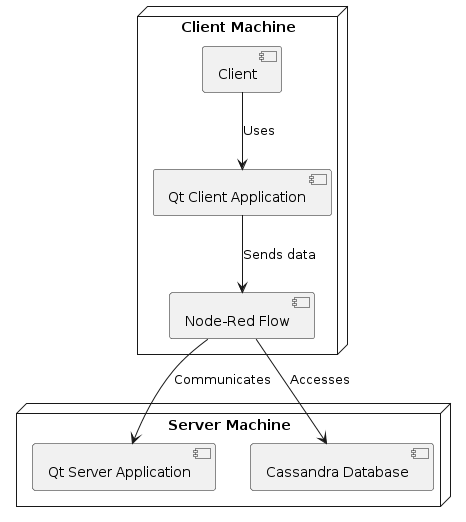 Client Machine
Client
Uses
Qt Client Application
Sends data
Node-Red Flow
Communicates
Accesses
Server Machine
Qt Server Application
Cassandra Database